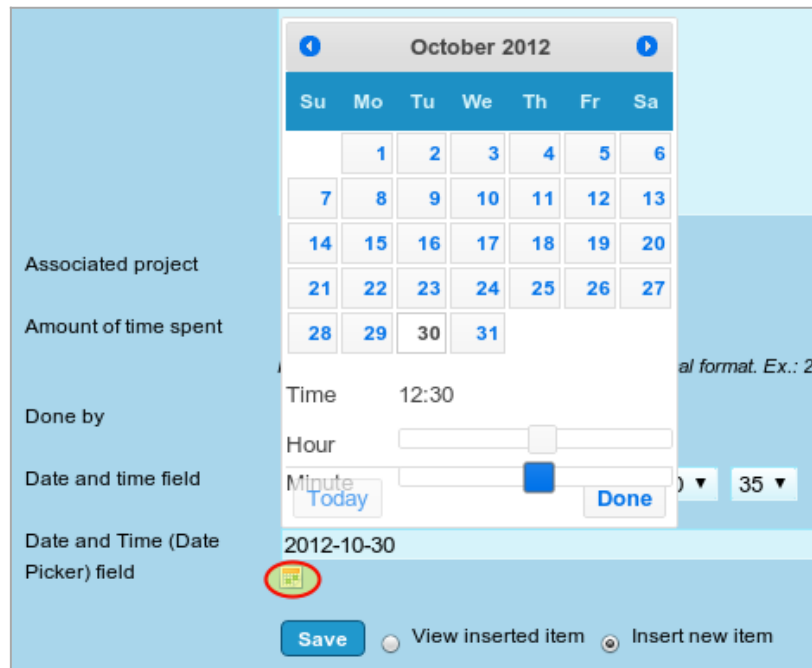 October 2012
Su Mo Tu We Th Fr Sa
1 2 3 4 5 6
7 8 9 10 11 12 13
14 15 16 17 18 19 20
21 22 23 24 25 26 27
28 29 30 31
Associated project
Amount of time spent
al format. Ex.: 2
Time 12:30
Done by
Hour
Date and time field
Minute
35
Today Done
Date and Time (Date
Picker) field
2012-10-30
Save View inserted item Insert new item